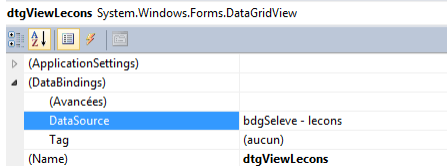 dtgViewLecons System.Windows.Forms.DataGridView
(ApplicationSettings)
(DataBindings)
(Avancées)
DataSource bdgSeleve - lecons
Tag (aucun)
(Name) dtgViewLecons